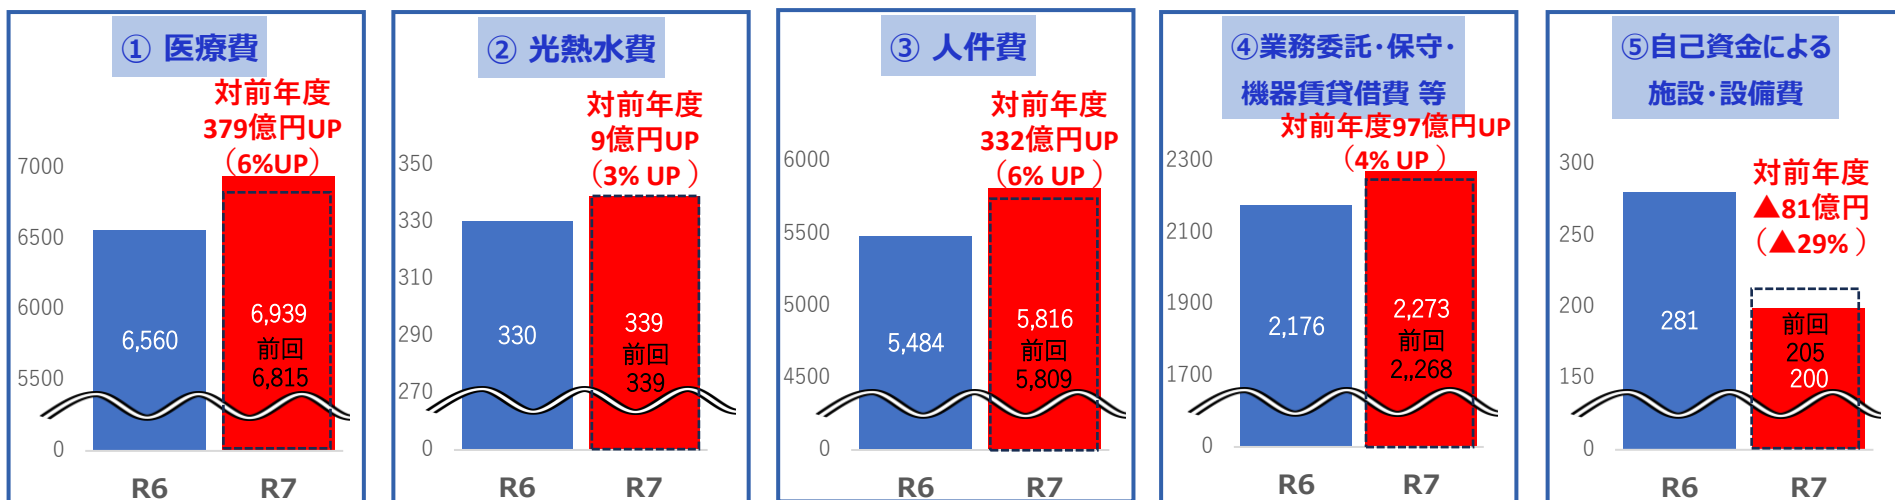 ① 医療費
対前年度
379億円UP
（6%UP）
7000
6500
6000
5500
0
6,560
6,939
前回
6,815
R6
R7
② 光熱水費
対前年度
9億円UP
（3% UP ）
350
330
310
290
270
0
330
339
前回
339
R6
R7
③ 人件費
対前年度
332億円UP
（6% UP ）
6000
5500
5000
4500
0
5,484
5,816
前回
5,809
R6
R7
④業務委託・保守・
機器賃貸借費 等
対前年度97億円UP
（4% UP ）
2300
2100
1900
1700
0
2,176
2,273
前回
2,,268
R6
R7
⑤自己資金による
施設・設備費
対前年度
▲81億円
（▲29% ）
300
250
200
150
0
281
前回
205
200
R6
R7